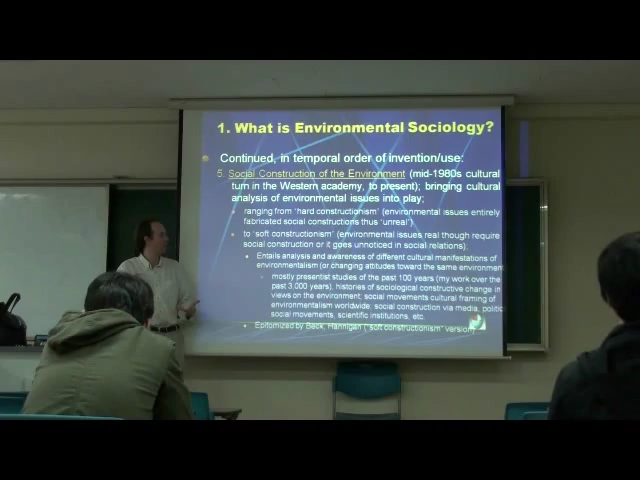 1. What is Environmental Sociology?
Continued, in temporal order of invention/use:
5. Social Construction of the Environment (mid-1980s cultural
turn in the Western academy, to present); bringing cultural
analysis of environmental issues into play;
ranging from 'hard constructionism' (environmental issues entirely
fabricated social constructions thus "unreal")
to 'soft constructionism' (environmental issues real though require
social construction or it goes unnoticed in social relations);
Entails analysis and awareness of different cultural manifestations of
environmentalism (or changing attitudes toward the same environment
mostly presentist studies of the past 100 years (my work over the
past 3,000 years), histories of sociological constructive change in
views on the environment; social movements cultural framing of
environmentalism worldwide; social construction via media, politic
social movements, scientific institutions, etc.
Epitomized by Beck, Hannigan ("soft constructionism" version)